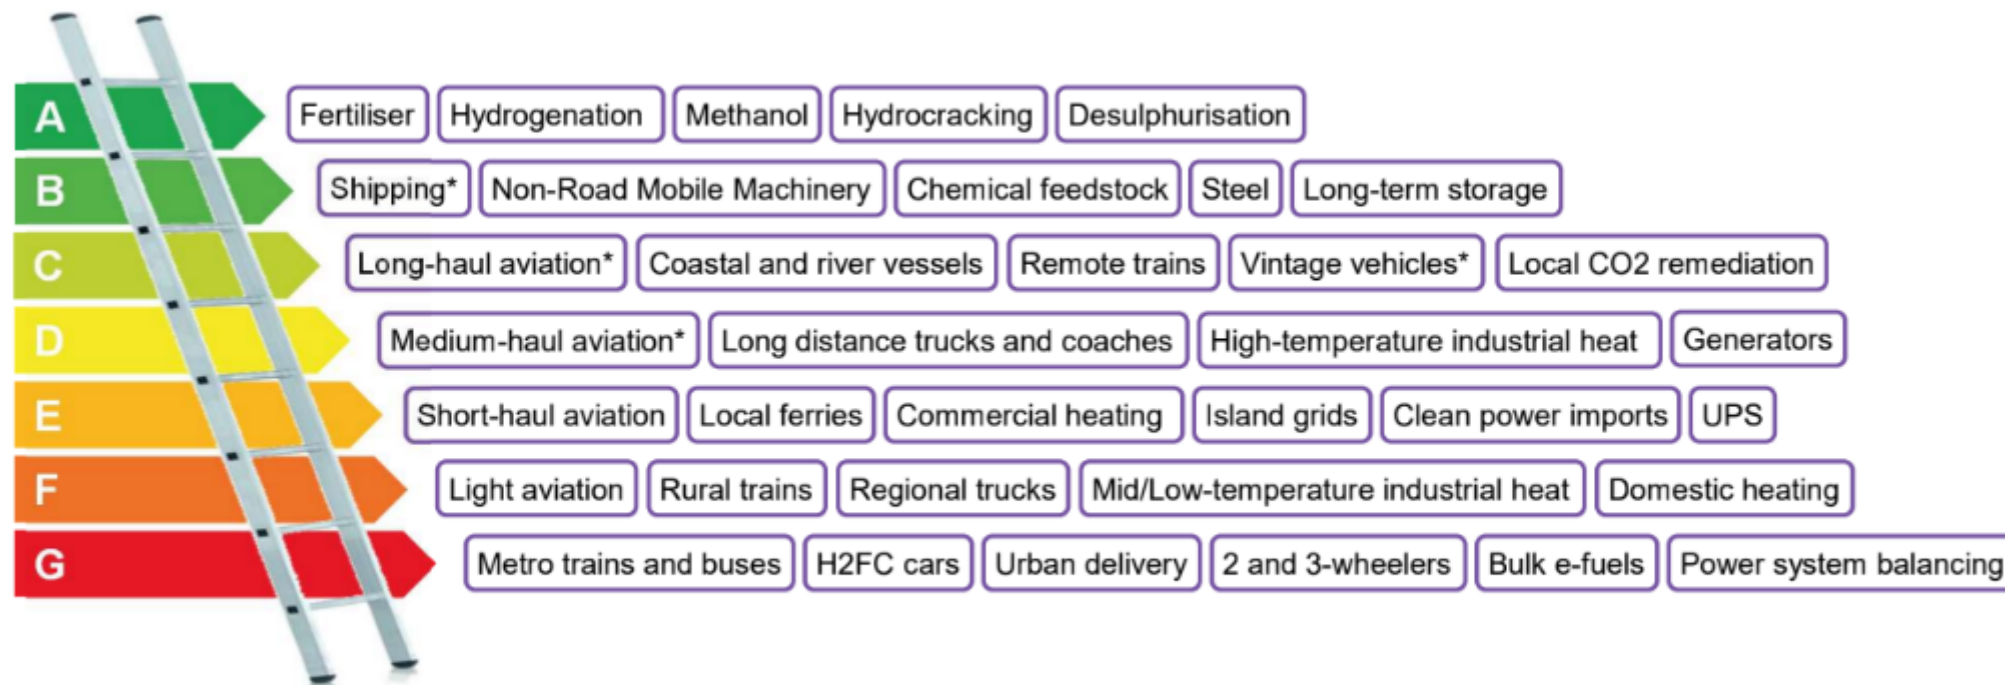 A Fertiliser Hydrogenation Methanol Hydrocracking Desulphurisation
B Shipping* Non-Road Mobile Machinery Chemical feedstock Steel Long-term storage
C Long-haul aviation* Coastal and river vessels Remote trains Vintage vehicles* Local CO2 remediation
D Medium-haul aviation* Long distance trucks and coaches High-temperature industrial heat Generators
E Short-haul aviation Local ferries Commercial heating Island grids Clean power imports UPS
F Light aviation Rural trains Regional trucks Mid/Low-temperature industrial heat Domestic heating
G Metro trains and buses H2FC cars Urban delivery 2 and 3-wheelers Bulk e-fuels Power system balancing